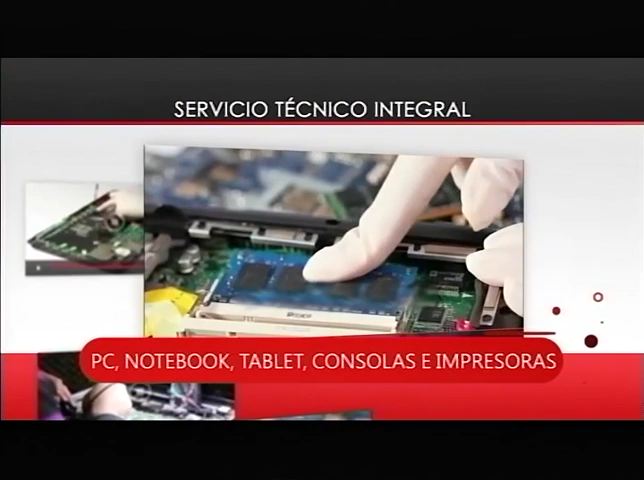 SERVICIO TÉCNICO INTEGRAL
PC, NOTEBOOK, TABLET, CONSOLAS E IMPRESORAS